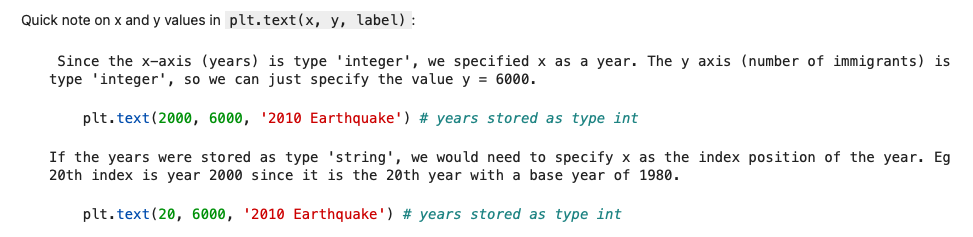 Quick note on x and y values in plt.text(x, y, label) :
Since the x-axis (years) is type 'integer', we specified x as a year. The y axis (number of immigrants) is
type 'integer', so we can just specify the value y = 6000.
plt.text(2000, 6000, '2010 Earthquake') # years stored as type int
If the years were stored as type 'string', we would need to specify x as the index position of the year. Eg
20th index is year 2000 since it is the 20th year with a base year of 1980.
plt.text(20, 6000, '2010 Earthquake') # years stored as type int